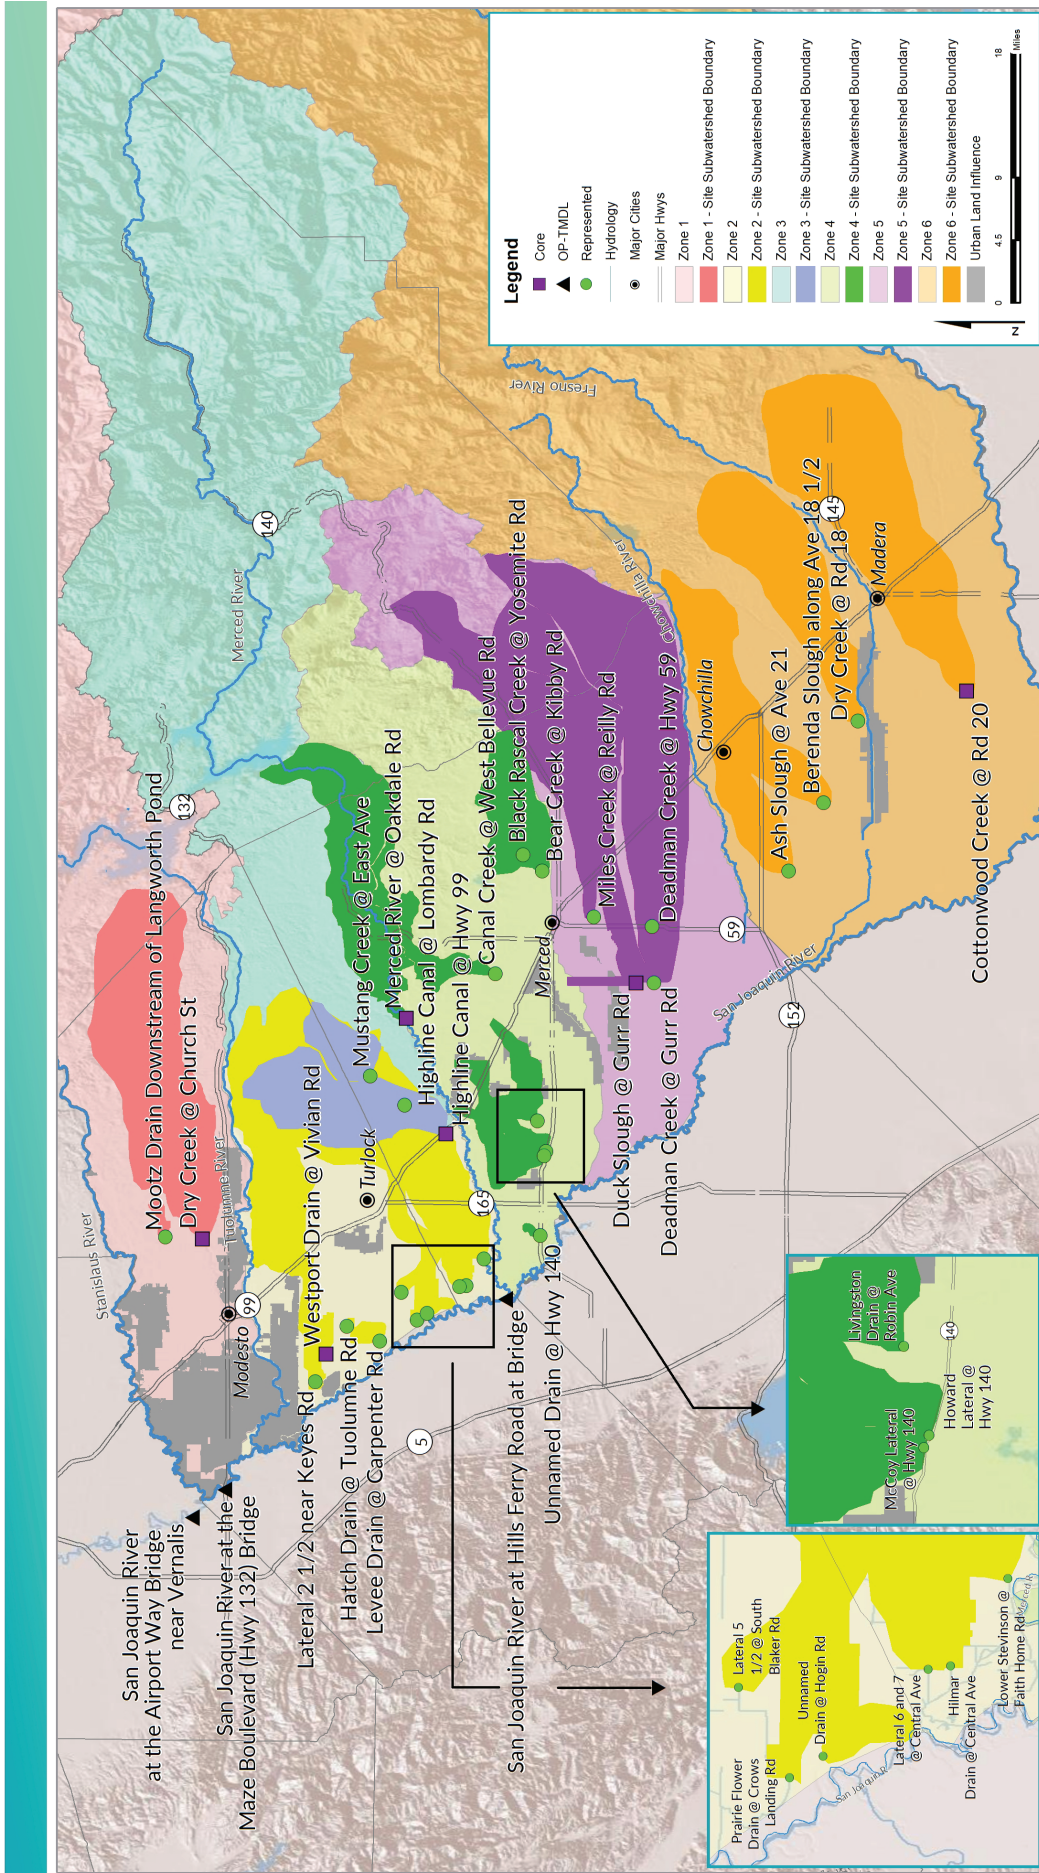 San Joaquin River
at the Airport Way Bridge
near Vernalis
San Joaquin River at the
Maze Boulevard (Hwy 132) Bridge
Stanislaus River
Mootz Drain Downstream of Langworth Pond
Dry Creek @ Church St
Tuolumne River
Modesto
99
132
Lateral 2 1/2 near Keyes Rd
Westport Drain @ Vivian Rd
Hatch Drain @ Tuolumne Rd
Levee Drain @ Carpenter Rd
Turlock
Mustang Creek @ East Ave
Merced River @ Oakdale Rd
Highline Canal @ Lombardy Rd
Highline Canal @ Hwy 99
Merced River
140
5
165
San Joaquin River at Hills Ferry Road at Bridge
Unnamed Drain @ Hwy 140
Canal Creek @ West Bellevue Rd
Black Rascal Creek @ Yosemite Rd
Bear Creek @ Kibby Rd
Merced
Miles Creek @ Reilly Rd
Deadman Creek @ Hwy 59
Duck Slough @ Gurr Rd
Deadman Creek @ Gurr Rd
Chowchilla River
Fresno River
59
San Joaquin River
152
Chowchilla
Ash Slough @ Ave 21
Berenda Slough along Ave 18 1/2
Dry Creek @ Rd 18
145
Madera
Cottonwood Creek @ Rd 20
Prairie Flower
Drain @ Crows
Landing Rd
Lateral 5
1/2 @ South
Blaker Rd
Unnamed
Drain @ Hogin Rd
San Joaquin R
Lateral 6 and 7
@ Central Ave
Hilmar
Drain @ Central Ave
Lower Stevinson @
Faith Home Rd
Merced R
McCoy Lateral
@ Hwy 140
Livingston
Drain @
Robin Ave
140
Howard
Lateral @
Hwy 140
Legend
Core
OP-TMDL
Represented
Hydrology
Major Cities
Major Hwys
Zone 1
Zone 1 - Site Subwatershed Boundary
Zone 2
Zone 2 - Site Subwatershed Boundary
Zone 3
Zone 3 - Site Subwatershed Boundary
Zone 4
Zone 4 - Site Subwatershed Boundary
Zone 5
Zone 5 - Site Subwatershed Boundary
Zone 6
Zone 6 - Site Subwatershed Boundary
Urban Land Influence
0 4.5 9 18
Miles
N